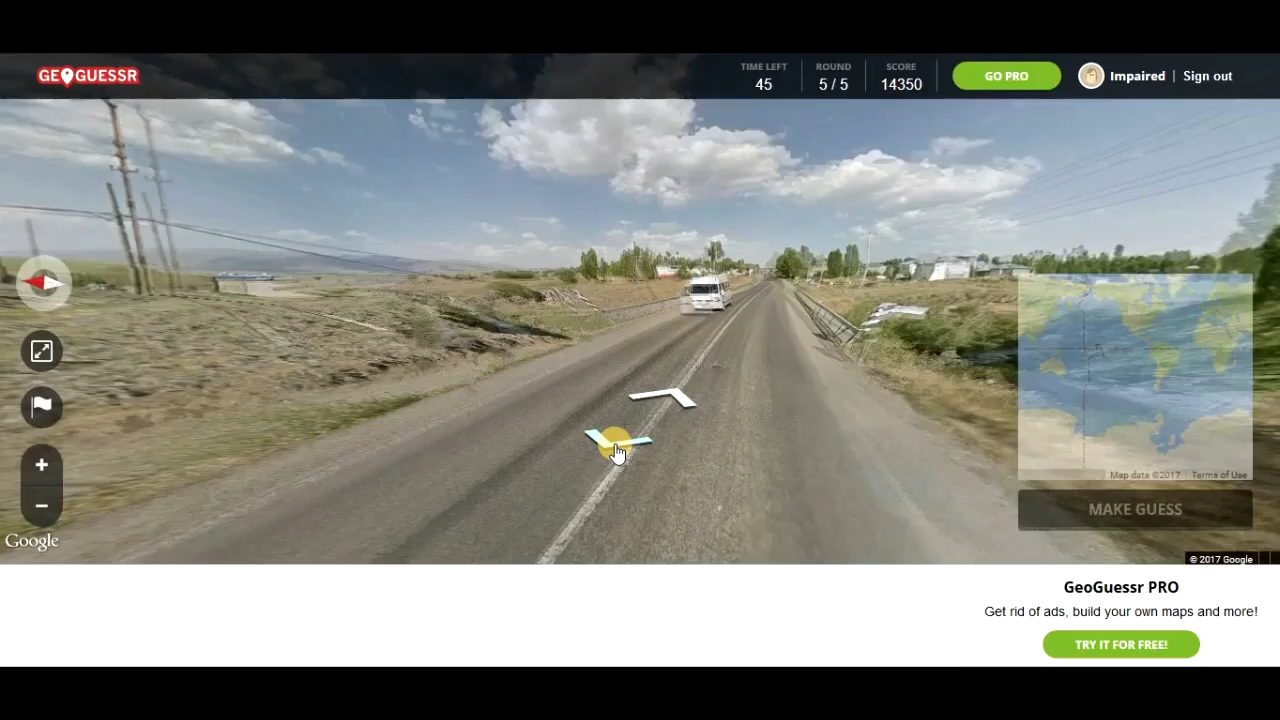 GEOGUESSR
TIME LEFT
45
ROUND
5 / 5
SCORE
14350
GO PRO
Impaired | Sign out
Google
Map data ©2017
Terms of Use
MAKE GUESS
© 2017 Google
GeoGuessr PRO
Get rid of ads, build your own maps and more!
TRY IT FOR FREE!